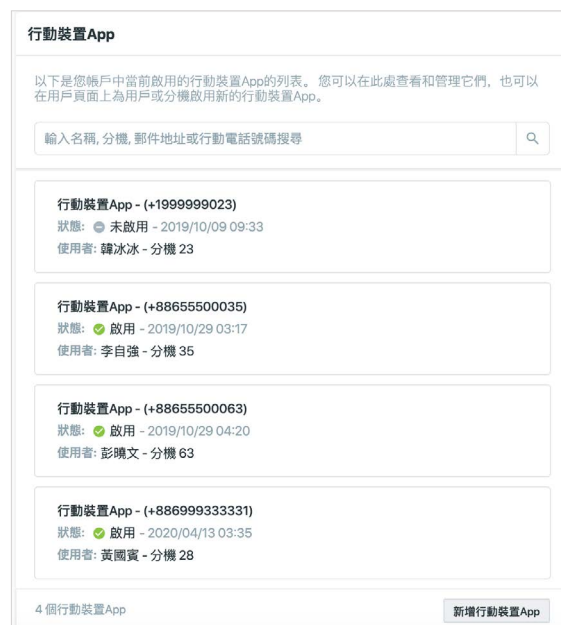 行動裝置App
以下是您帳戶中當前啟用的行動裝置App的列表。 您可以在此處查看和管理它們，也可以
在用戶頁面上為用戶或分機啟用新的行動裝置App。
輸入名稱, 分機, 郵件地址或行動電話號碼搜尋
行動裝置App - (+1999999023)
狀態: 未啟用 - 2019/10/09 09:33
使用者: 韓冰冰 - 分機 23
行動裝置App - (+88655500035)
狀態: 啟用 - 2019/10/29 03:17
使用者: 李自強 - 分機 35
行動裝置App - (+88655500063)
狀態: 啟用 - 2019/10/29 04:20
使用者: 彭曉文 - 分機 63
行動裝置App - (+886999333331)
狀態: 啟用 - 2020/04/13 03:35
使用者: 黃國賓 - 分機 28
4 個行動裝置App
新增行動裝置App